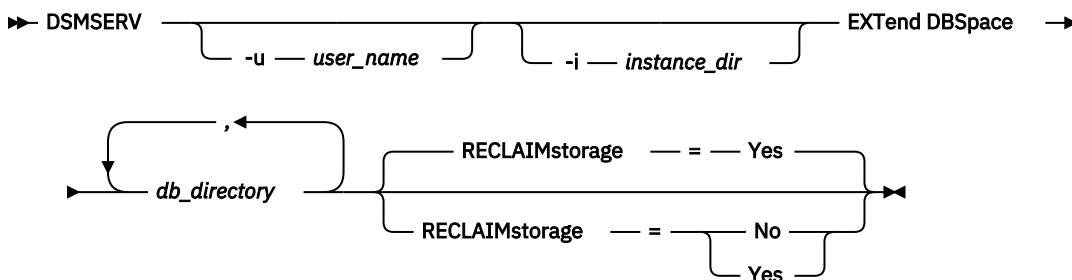 DSMSERV -u user_name -i instance_dir EXTend DBSpace
,
db_directory
RECLAIMstorage = Yes
RECLAIMstorage = No
Yes